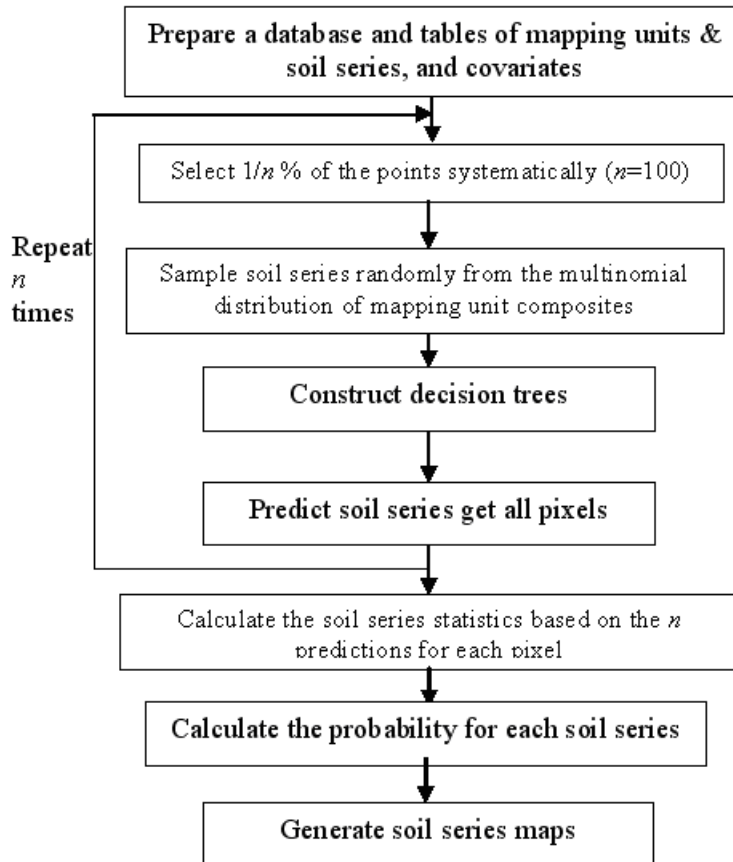 Prepare a database and tables of mapping units &
soil series, and covariates
Select 1/n % of the points systematically (n=100)
Repeat
n
times
Sample soil series randomly from the multinomial
distribution of mapping unit composites
Construct decision trees
Predict soil series get all pixels
Calculate the soil series statistics based on the n
predictions for each pixel
Calculate the probability for each soil series
Generate soil series maps